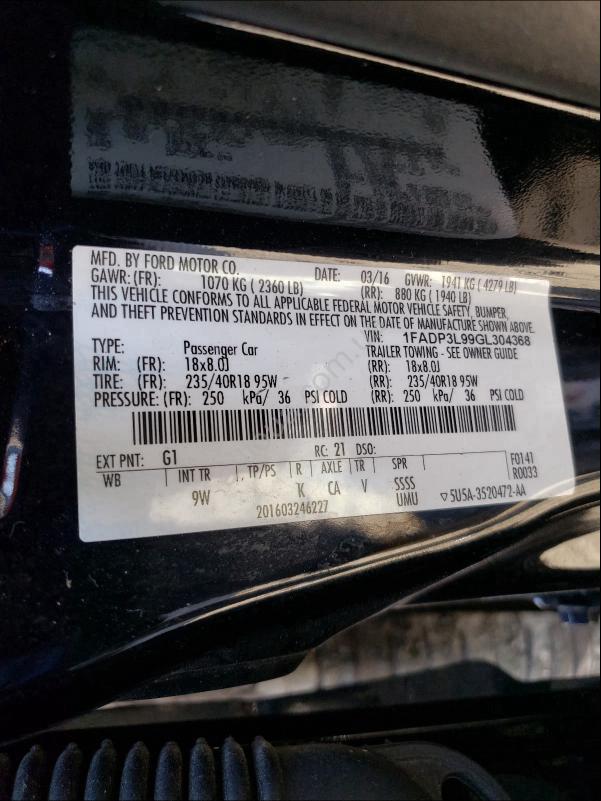 MFD. BY FORD MOTOR CO. DATE: 03/16 GVWR: 1941 KG ( 4279 LB)
GAWR: (FR): 1070 KG ( 2360 LB) (RR): 880 KG ( 1940 LB)
THIS VEHICLE CONFORMS TO ALL APPLICABLE FEDERAL MOTOR VEHICLE SAFETY, BUMPER,
AND THEFT PREVENTION STANDARDS IN EFFECT ON THE DATE OF MANUFACTURE SHOWN ABOVE.
VIN: 1FADP3L99GL304368
TYPE: Passenger Car TRAILER TOWING - SEE OWNER GUIDE
RIM: (FR): 18x8.0J (RR): 18x8.0J
TIRE: (FR): 235/40R18 95W (RR): 235/40R18 95W
PRESSURE: (FR): 250 kPa/ 36 PSI COLD (RR): 250 kPa/ 36 PSI COLD
EXT PNT: G1 RC: 21 DSO: F0141
WB INT TR TP/PS R AXLE TR SPR R0033
9W K CA V SSSS
201603246227 UMU ▽5U5A-3520472-AA